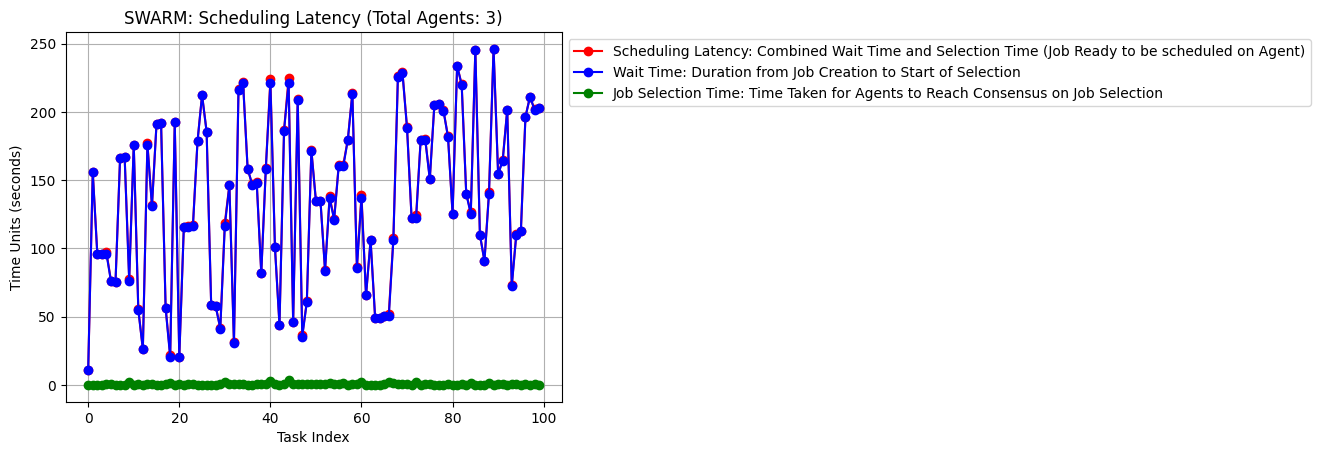 SWARM: Scheduling Latency (Total Agents: 3)
Scheduling Latency: Combined Wait Time and Selection Time (Job Ready to be scheduled on Agent)
Wait Time: Duration from Job Creation to Start of Selection
Job Selection Time: Time Taken for Agents to Reach Consensus on Job Selection
Time Units (seconds)
250
200
150
100
50
0
0 20 40 60 80 100
Task Index